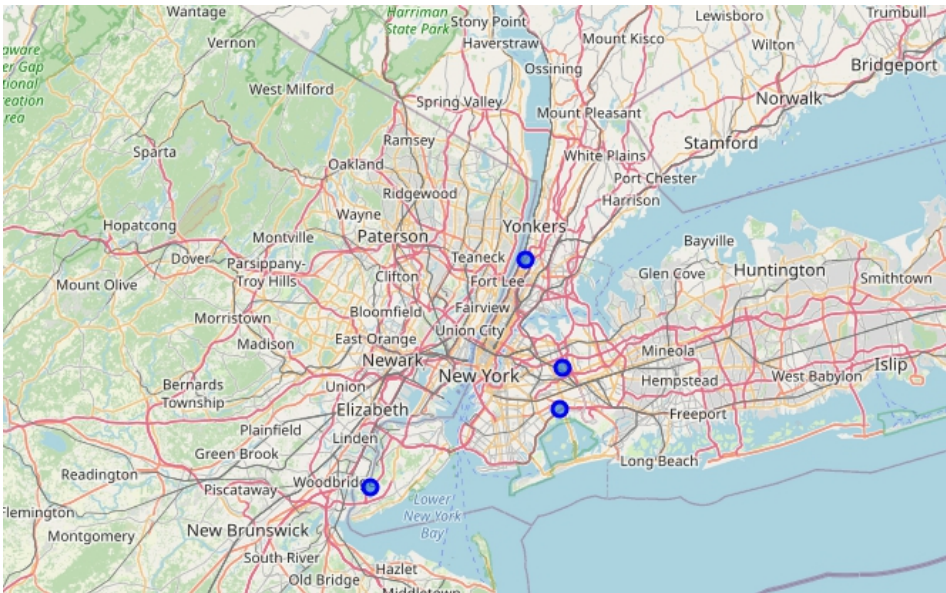 Wantage
Harriman
State Park
Stony Point
Lewisboro
Trumbull
Vernon
Haverstraw
Mount Kisco
Wilton
aware
er Gap
tional
reation
rea
Ossining
Bridgeport
West Milford
Spring Valley
Mount Pleasant
Norwalk
Ramsey
Stamford
Sparta
Oakland
White Plains
Port Chester
Ridgewood
Harrison
Hopatcong
Wayne
Yonkers
Montville
Paterson
Bayville
Dover
Parsippany-
Troy Hills
Teaneck
Glen Cove
Huntington
Mount Olive
Clifton
Fort Lee
Smithtown
Morristown
Bloomfield
Fairview
Madison
East Orange
Union City
Mineola
Newark
New York
Islip
Bernards
Township
Union
Hempstead
West Babylon
Elizabeth
Freeport
Plainfield
Linden
Green Brook
Long Beach
Readington
Piscataway
Woodbridge
Flemington
Lower
New York
Bay
Montgomery
New Brunswick
South River
Hazlet
Old Bridge
Middletown